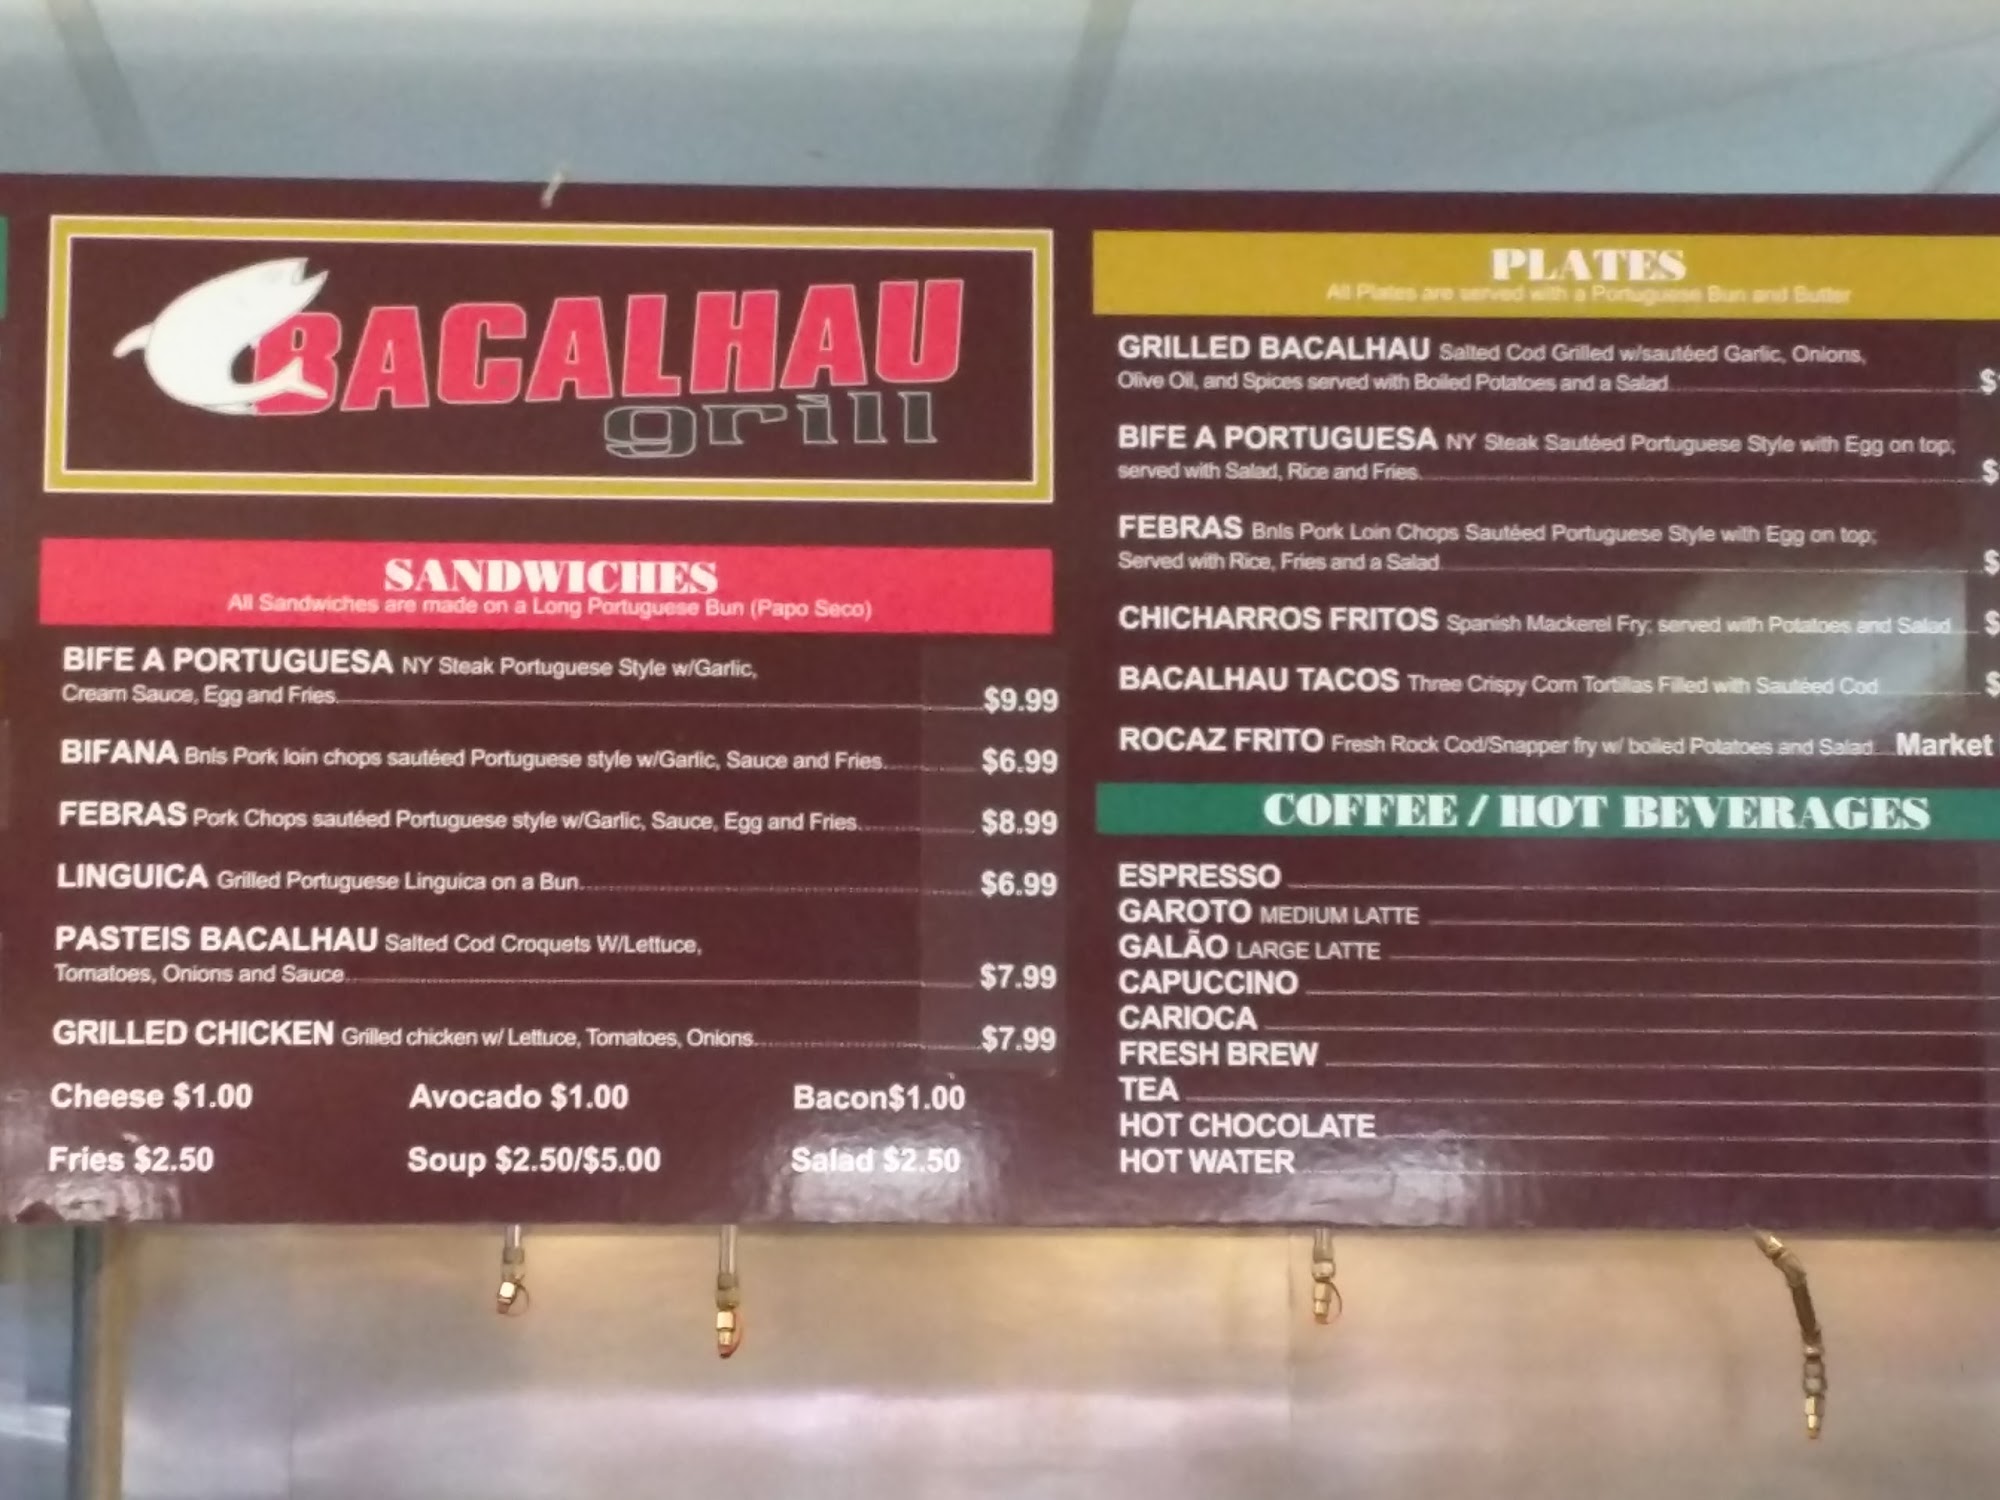 BACALHAU
grill
SANDWICHES
All Sandwiches are made on a Long Portuguese Bun (Papo Seco)
BIFE A PORTUGUESA NY Steak Portuguese Style w/Garlic,
Cream Sauce, Egg and Fries $9.99
BIFANA Bnls Pork loin chops sautéed Portuguese style w/Garlic, Sauce and Fries $6.99
FEBRAS Pork Chops sautéed Portuguese style w/Garlic, Sauce, Egg and Fries $8.99
LINGUICA Grilled Portuguese Linguica on a Bun $6.99
PASTEIS BACALHAU Salted Cod Croquets W/Lettuce,
Tomatoes, Onions and Sauce $7.99
GRILLED CHICKEN Grilled chicken w/ Lettuce, Tomatoes, Onions $7.99
Cheese $1.00 Avocado $1.00 Bacon$1.00
Fries $2.50 Soup $2.50/$5.00 Salad $2.50
PLATES
All Plates are served with a Portuguese Bun and Butter
GRILLED BACALHAU Salted Cod Grilled w/sautéed Garlic, Onions,
Olive Oil, and Spices served with Boiled Potatoes and a Salad $
BIFE A PORTUGUESA NY Steak Sautéed Portuguese Style with Egg on top;
served with Salad, Rice and Fries $
FEBRAS Bnls Pork Loin Chops Sautéed Portuguese Style with Egg on top;
Served with Rice, Fries and a Salad $
CHICHARROS FRITOS Spanish Mackerel Fry; served with Potatoes and Salad $
BACALHAU TACOS Three Crispy Corn Tortillas Filled with Sautéed Cod $
ROCAZ FRITO Fresh Rock Cod/Snapper fry w/ boiled Potatoes and Salad Market
COFFEE / HOT BEVERAGES
ESPRESSO
GAROTO MEDIUM LATTE
GALÃO LARGE LATTE
CAPUCCINO
CARIOCA
FRESH BREW
TEA
HOT CHOCOLATE
HOT WATER